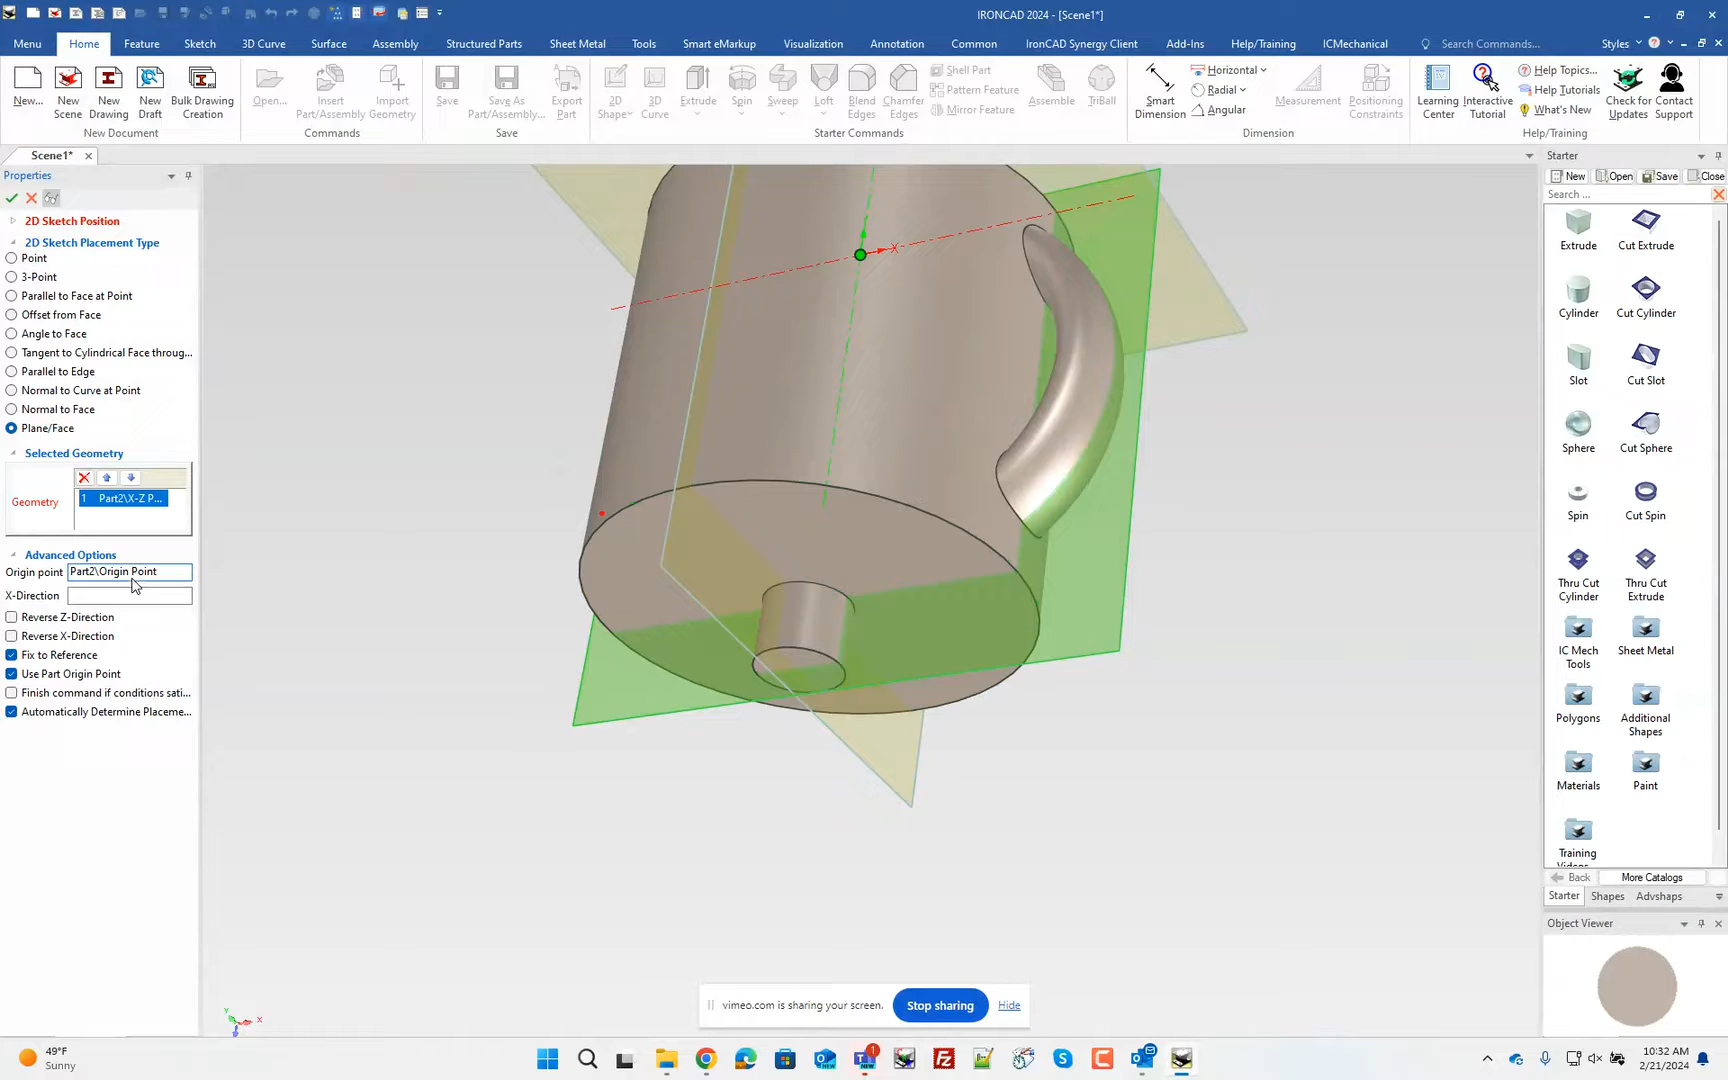 IRONCAD 2024 - [Scene1*]
Menu Home Feature Sketch 3D Curve Surface Assembly Structured Parts Sheet Metal Tools Smart eMarkup Visualization Annotation Common IronCAD Synergy Client Add-Ins Help/Training ICMechanical Search Commands... Styles
New... New Scene New Drawing New Draft Bulk Drawing Creation
New Document
Open... Insert Part/Assembly Import Geometry
Commands
Save Save As Part/Assembly... Export Part
Save
2D Shape 3D Curve Extrude Spin Sweep Loft Blend Edges Chamfer Edges
Shell Part
Pattern Feature
Mirror Feature
Assemble TriBall
Starter Commands
Smart Dimension
Horizontal
Radial
Angular
Measurement Positioning Constraints
Dimension
Learning Center Interactive Tutorial
Help Topics...
Help Tutorials
What's New
Check for Updates Contact Support
Help/Training
Scene1*
Properties
2D Sketch Position
2D Sketch Placement Type
Point
3-Point
Parallel to Face at Point
Offset from Face
Angle to Face
Tangent to Cylindrical Face throug...
Parallel to Edge
Normal to Curve at Point
Normal to Face
Plane/Face
Selected Geometry
Geometry
1 Part2\X-Z P...
Advanced Options
Origin point Part2\Origin Point
X-Direction
Reverse Z-Direction
Reverse X-Direction
Fix to Reference
Use Part Origin Point
Finish command if conditions sati...
Automatically Determine Placeme...
X
Y
X
Starter
New Open Save Close
Search ...
Extrude Cut Extrude
Cylinder Cut Cylinder
Slot Cut Slot
Sphere Cut Sphere
Spin Cut Spin
Thru Cut Cylinder Thru Cut Extrude
IC Mech Tools Sheet Metal
Polygons Additional Shapes
Materials Paint
Training Videos
Back More Catalogs
Starter Shapes Advshaps
Object Viewer
vimeo.com is sharing your screen. Stop sharing Hide
49°F
Sunny
1
10:32 AM
2/21/2024